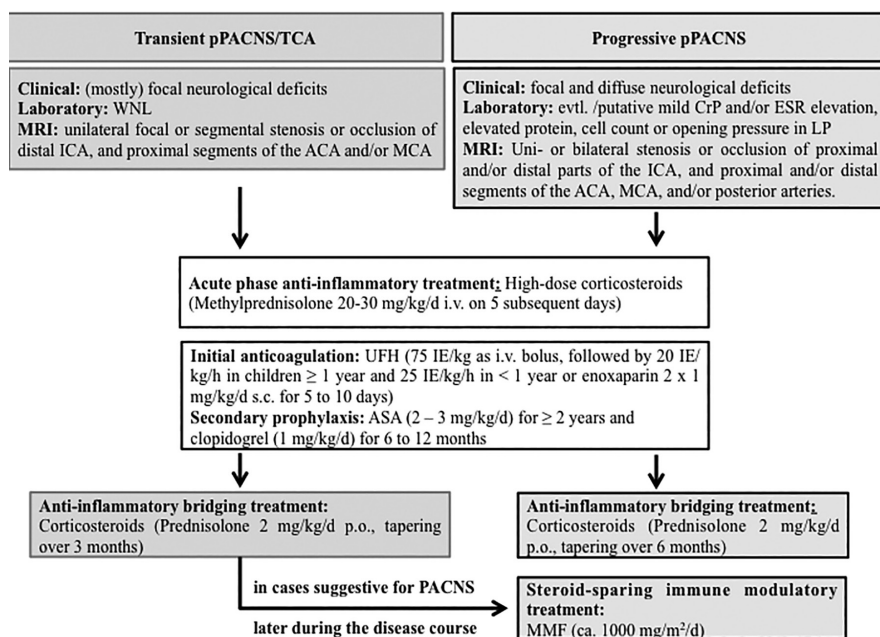 Transient pPACNS/TCA
Progressive pPACNS
Clinical: (mostly) focal neurological deficits
Laboratory: WNL
MRI: unilateral focal or segmental stenosis or occlusion of
distal ICA, and proximal segments of the ACA and/or MCA
Clinical: focal and diffuse neurological deficits
Laboratory: evtl. /putative mild CrP and/or ESR elevation,
elevated protein, cell count or opening pressure in LP
MRI: Uni- or bilateral stenosis or occlusion of proximal
and/or distal parts of the ICA, and proximal and/or distal
segments of the ACA, MCA, and/or posterior arteries.
Acute phase anti-inflammatory treatment: High-dose corticosteroids
(Methylprednisolone 20-30 mg/kg/d i.v. on 5 subsequent days)
Initial anticoagulation: UFH (75 IE/kg as i.v. bolus, followed by 20 IE/
kg/h in children ≥ 1 year and 25 IE/kg/h in < 1 year or enoxaparin 2 x 1
mg/kg/d s.c. for 5 to 10 days)
Secondary prophylaxis: ASA (2 – 3 mg/kg/d) for ≥ 2 years and
clopidogrel (1 mg/kg/d) for 6 to 12 months
Anti-inflammatory bridging treatment:
Corticosteroids (Prednisolone 2 mg/kg/d p.o., tapering
over 3 months)
Anti-inflammatory bridging treatment:
Corticosteroids (Prednisolone 2 mg/kg/d
p.o., tapering over 6 months)
in cases suggestive for PACNS
later during the disease course
Steroid-sparing immune modulatory
treatment:
MMF (ca. 1000 mg/m²/d)